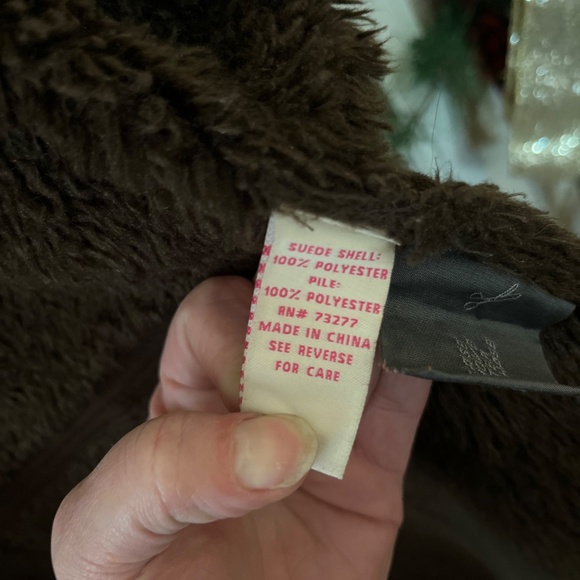 SUEDE SHELL:
100% POLYESTER
PILE:
100% POLYESTER
RN# 73277
MADE IN CHINA
SEE REVERSE
FOR CARE